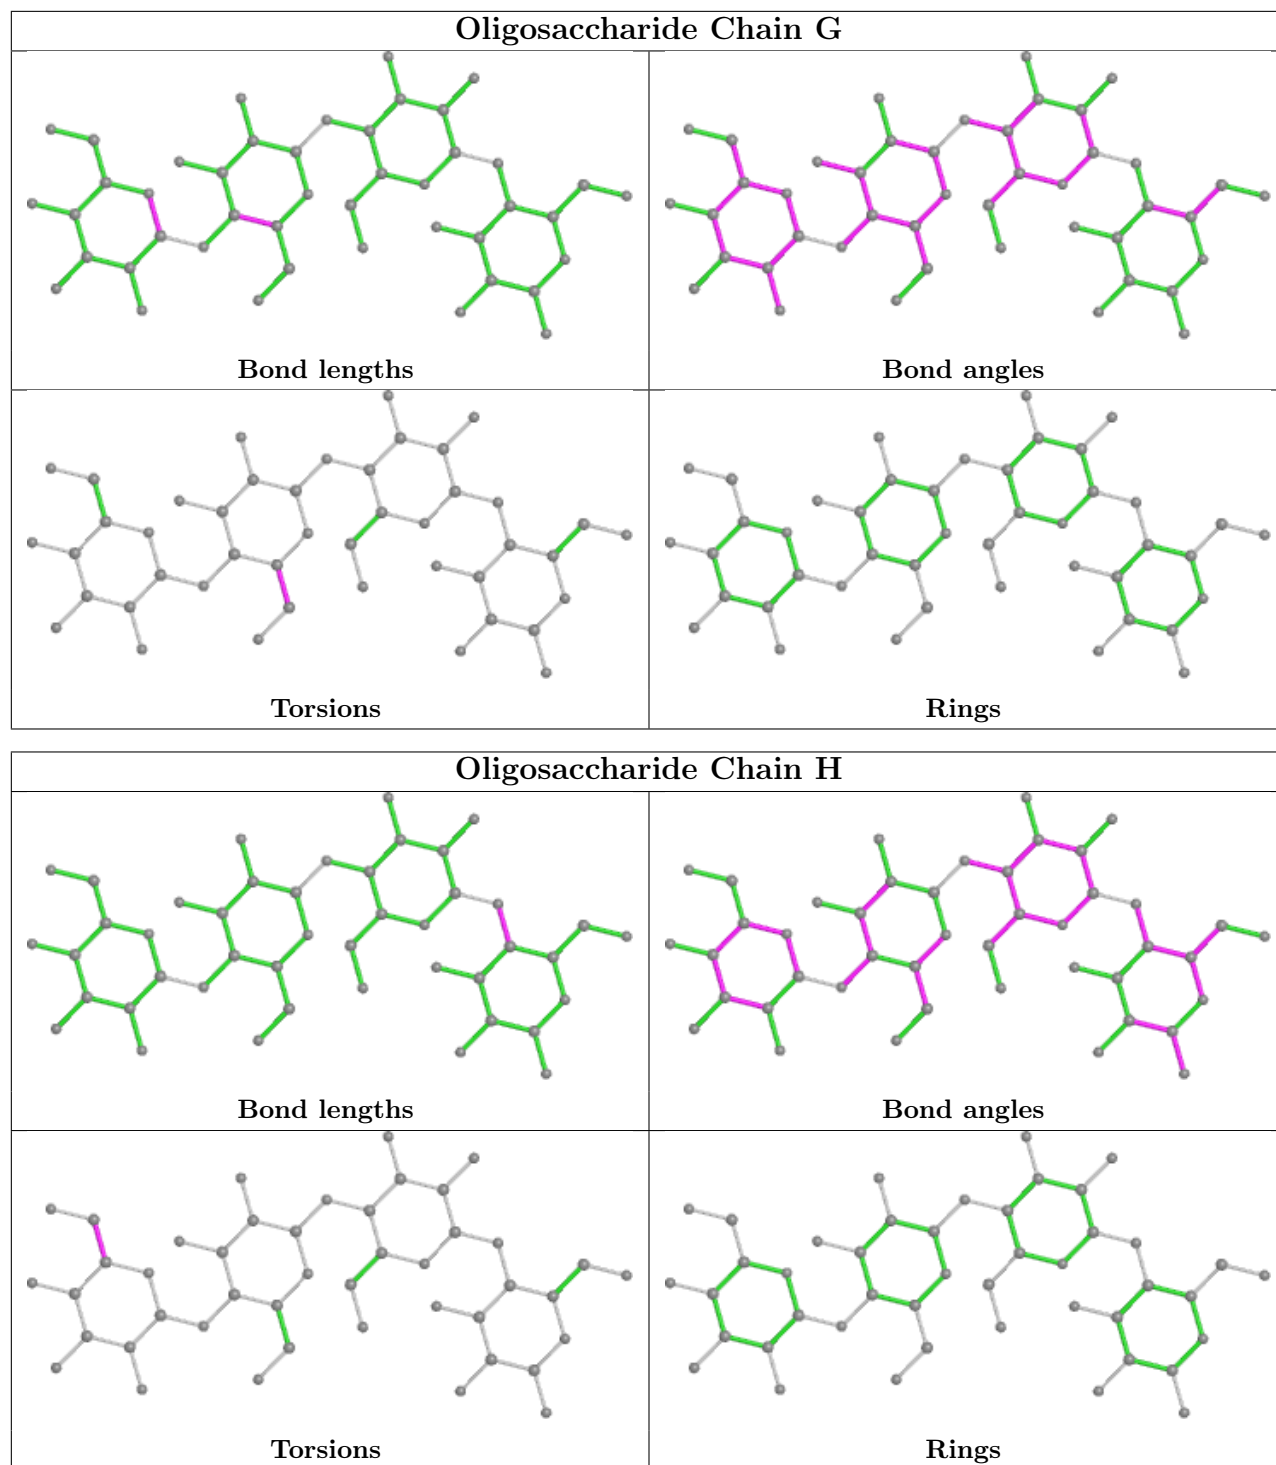 Oligosaccharide Chain G
Bond lengths
Bond angles
Torsions
Rings
Oligosaccharide Chain H
Bond lengths
Bond angles
Torsions
Rings